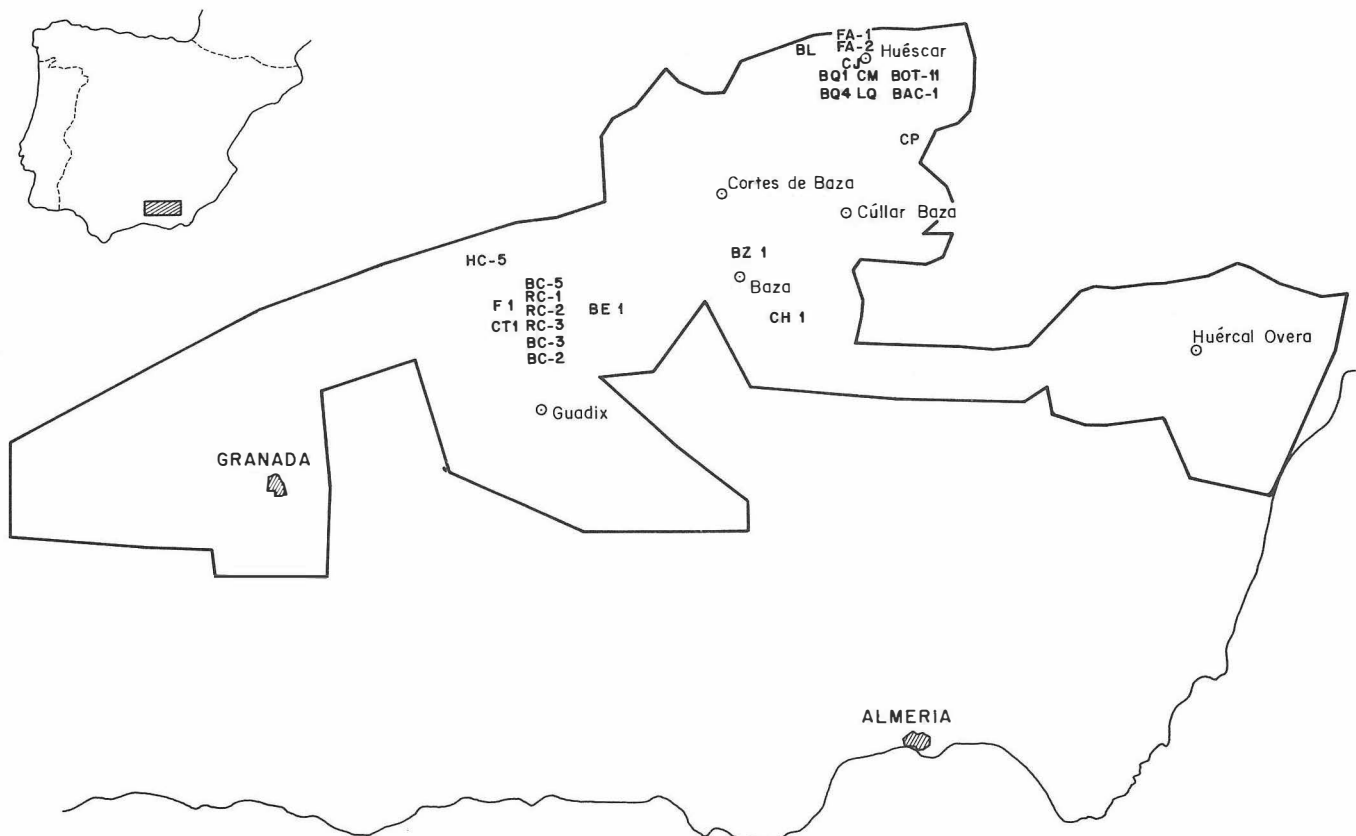 FA-1
BL FA-2
Huéscar
CJ
BQ1 CM BOT-11
BQ4 LQ BAC-1
CP
Cortes de Baza
Cúllar Baza
BZ 1
HC-5
Baza
BC-5
RC-1
F 1 BE 1
RC-2
CH 1
CT1 RC-3
BC-3
BC-2
Huércal Overa
Guadix
GRANADA
ALMERIA